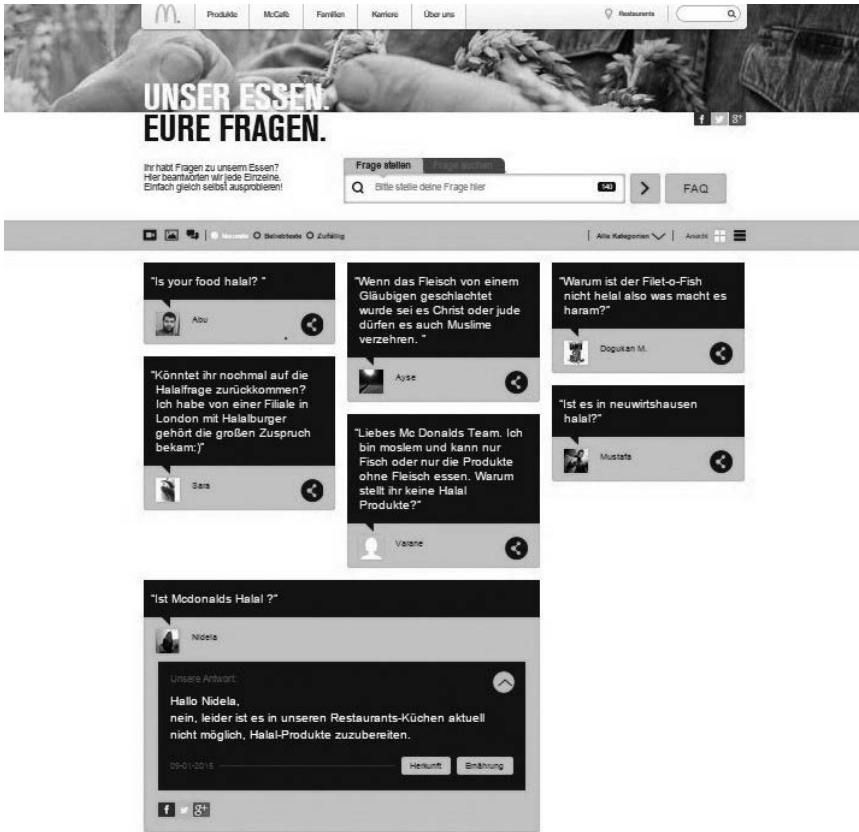 M.
Produkte
McCafé
Familien
Karriere
Über uns
Restaurants
UNSER ESSEN.
EURE FRAGEN.
f
g+
Ihr habt Fragen zu unserm Essen?
Hier beantworten wir jede Einzelne.
Einfach gleich selbst ausprobieren!
Frage stellen
Frage suchen
Bitte stelle deine Frage hier
140
FAQ
Neueste
Beliebteste
Zufällig
Alle Kategorien
Ansicht
"Is your food halal? "
Abu
"Könntet ihr nochmal auf die
Halalfrage zurückkommen?
Ich habe von einer Filiale in
London mit Halalburger
gehört die großen Zuspruch
bekam:)"
Sara
"Wenn das Fleisch von einem
Gläubigen geschlachtet
wurde sei es Christ oder jude
dürfen es auch Muslime
verzehren. "
Ayse
"Liebes Mc Donalds Team. Ich
bin moslem und kann nur
Fisch oder nur die Produkte
ohne Fleisch essen. Warum
stellt ihr keine Halal
Produkte?"
Varane
"Warum ist der Filet-o-Fish
nicht helal also was macht es
haram?"
Dogukan M.
"Ist es in neuwirtshausen
halal?"
Mustafa
"Ist Mcdonalds Halal ?"
Nidela
Unsere Antwort:
Hallo Nidela,
nein, leider ist es in unseren Restaurants-Küchen aktuell
nicht möglich, Halal-Produkte zuzubereiten.
09-01-2015
Herkunft
Ernährung
f
g+